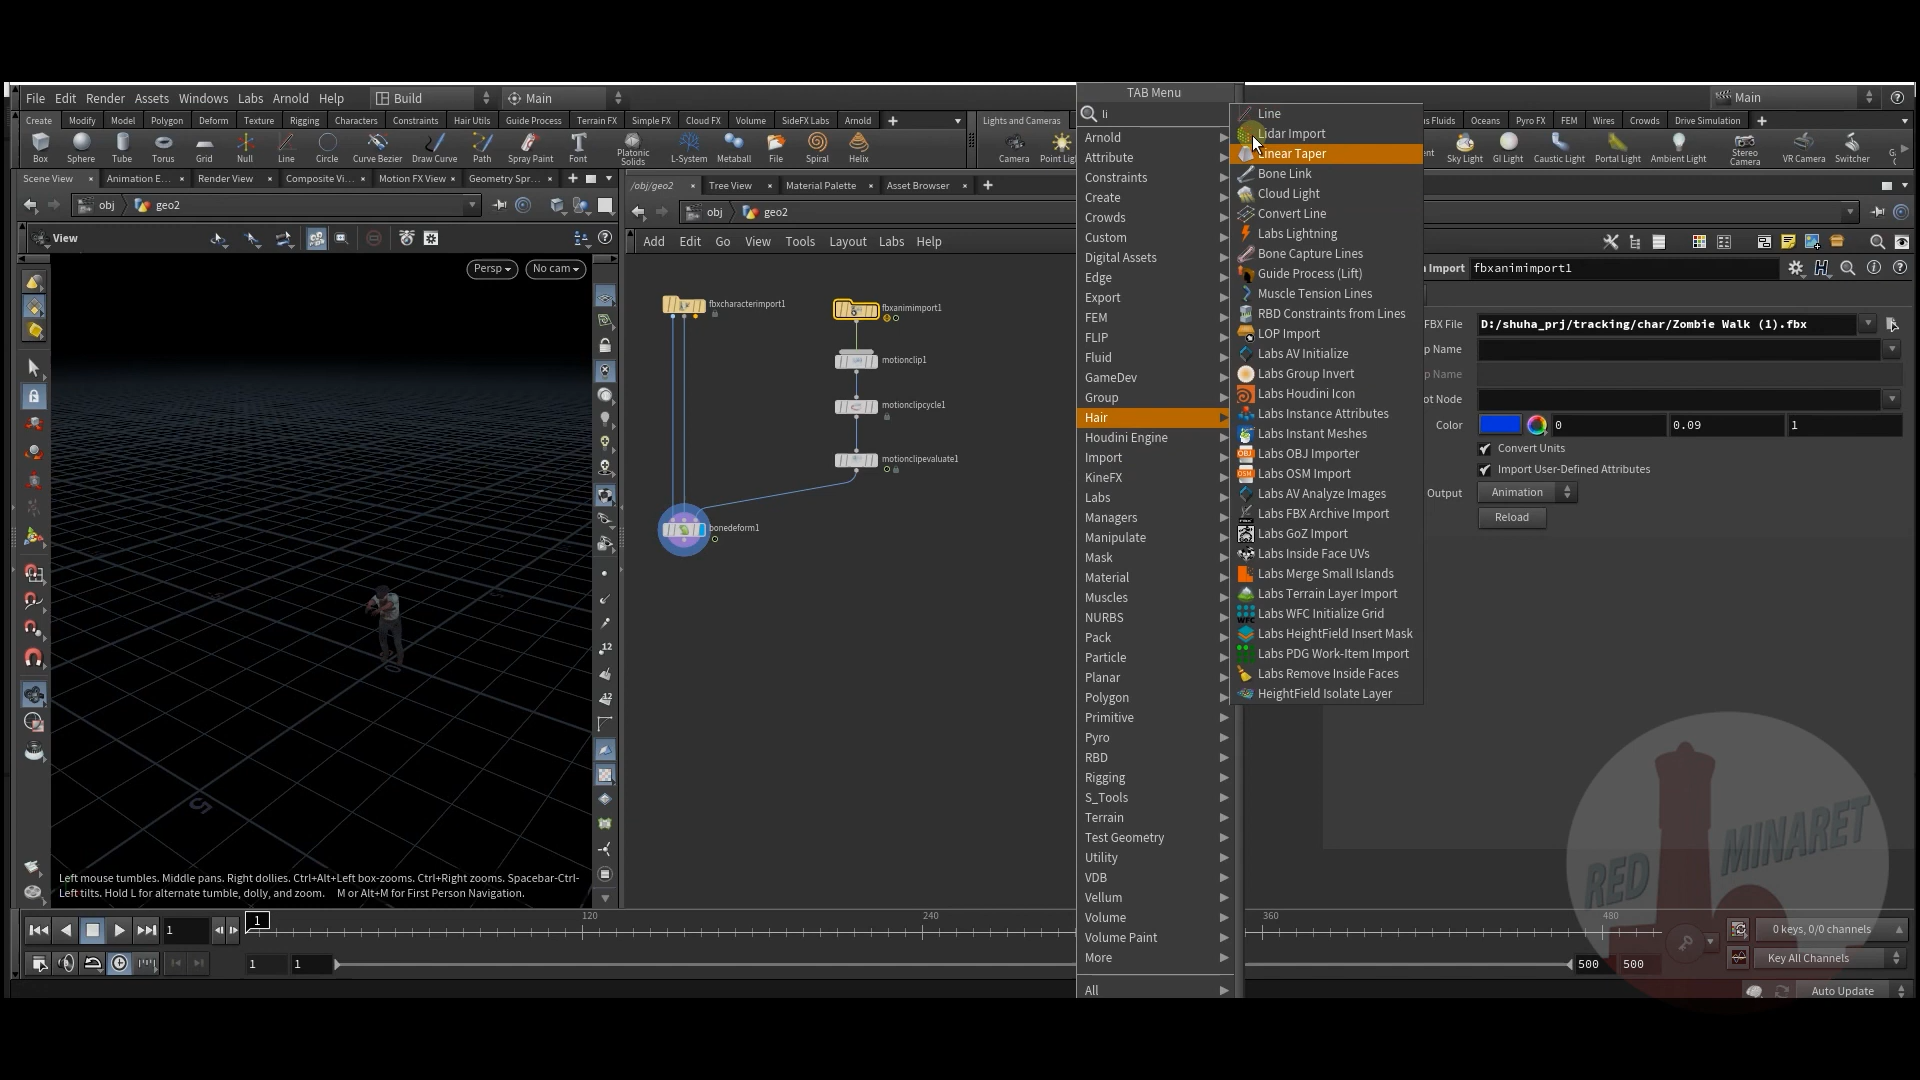 TAB Menu
File Edit Render Assets Windows Labs Arnold Help
Build
Main
li
Main
Create Modify Model Polygon Deform Texture Rigging Characters Constraints Hair Utils Guide Process Terrain FX Simple FX Cloud FX Volume SideFX Labs Arnold
Lights and Cameras
Oceans Pyro FX FEM Wires Crowds Drive Simulation
Box Sphere Tube Torus Grid Null Line Circle Curve Bezier Draw Curve Path Spray Paint Font Platonic Solids L-System Metaball File Spiral Helix
Camera
Sky Light GI Light Caustic Light Portal Light Ambient Light Stereo Camera VR Camera Switcher
Scene View Animation E... Render View Composite Vi... Motion FX View Geometry Spr...
/obj/geo2 Tree View Material Palette Asset Browser
obj geo2
obj geo2
View
Add Edit Go View Tools Layout Labs Help
Persp No cam
fbxcharacterimport1
fbxanimimport1
motionclip1
motionclipcycle1
motionclipevaluate1
bonedeform1
Arnold
Attribute
Constraints
Create
Crowds
Custom
Digital Assets
Edge
Export
FEM
FLIP
Fluid
GameDev
Group
Hair
Houdini Engine
Import
KineFX
Labs
Managers
Manipulate
Mask
Material
Muscles
NURBS
Pack
Particle
Planar
Polygon
Primitive
Pyro
RBD
Rigging
S_Tools
Terrain
Test Geometry
Utility
VDB
Vellum
Volume
Volume Paint
More
All
Line
Lidar Import
Linear Taper
Bone Link
Cloud Light
Convert Line
Labs Lightning
Bone Capture Lines
Guide Process (Lift)
Muscle Tension Lines
RBD Constraints from Lines
LOP Import
Labs AV Initialize
Labs Group Invert
Labs Houdini Icon
Labs Instance Attributes
Labs Instant Meshes
Labs OBJ Importer
Labs OSM Import
Labs AV Analyze Images
Labs FBX Archive Import
Labs GoZ Import
Labs Inside Face UVs
Labs Merge Small Islands
Labs Terrain Layer Import
Labs WFC Initialize Grid
Labs HeightField Insert Mask
Labs PDG Work-Item Import
Labs Remove Inside Faces
HeightField Isolate Layer
Import fbxanimimport1
FBX File D:/shuha_prj/tracking/char/Zombie Walk (1).fbx
Name
Name
Node
Color 0 0.09 1
Convert Units
Import User-Defined Attributes
Output Animation
Reload
5
Left mouse tumbles. Middle pans. Right dollies. Ctrl+Alt+Left box-zooms. Ctrl+Right zooms. Spacebar-Ctrl-
Left tilts. Hold L for alternate tumble, dolly, and zoom. M or Alt+M for First Person Navigation.
RED MINARET
1 1 120 240 360 480
0 keys, 0/0 channels
1 1 500 500
Key All Channels
Auto Update